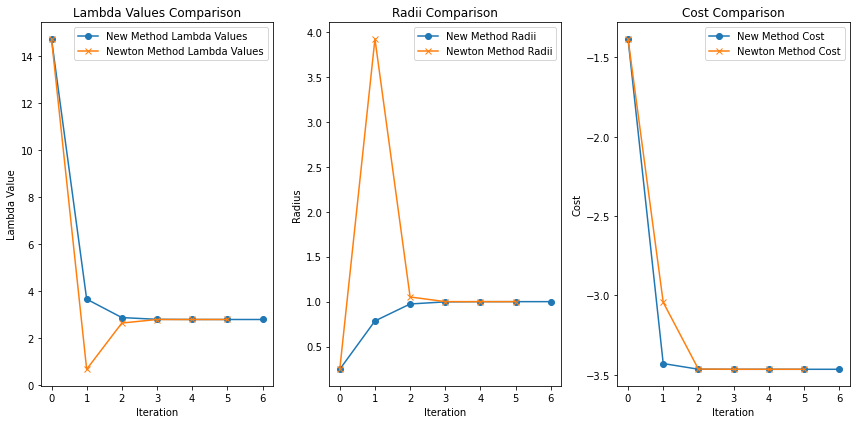 Lambda Values Comparison
New Method Lambda Values
Newton Method Lambda Values
Lambda Value
14
12
10
8
6
4
2
0
0 1 2 3 4 5 6
Iteration
Radii Comparison
New Method Radii
Newton Method Radii
Radius
4.0
3.5
3.0
2.5
2.0
1.5
1.0
0.5
0 1 2 3 4 5 6
Iteration
Cost Comparison
New Method Cost
Newton Method Cost
Cost
−1.5
−2.0
−2.5
−3.0
−3.5
0 1 2 3 4 5 6
Iteration